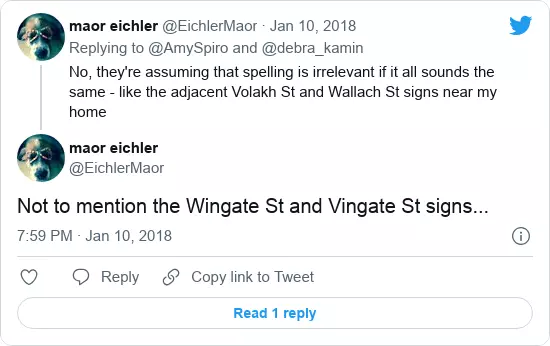 maor eichler @EichlerMaor · Jan 10, 2018
Replying to @AmySpiro and @debra_kamin
No, they're assuming that spelling is irrelevant if it all sounds the
same - like the adjacent Volakh St and Wallach St signs near my
home
maor eichler
@EichlerMaor
Not to mention the Wingate St and Vingate St signs...
7:59 PM · Jan 10, 2018
Reply Copy link to Tweet
Read 1 reply